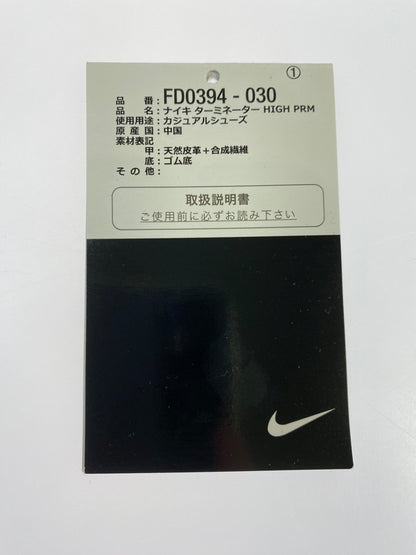 ①
品番：FD0394 - 030
品名：ナイキ ターミネーター HIGH PRM
使用用途：カジュアルシューズ
原産国：中国
素材表記
甲：天然皮革＋合成繊維
底：ゴム底
その他：
取扱説明書
ご使用前に必ずお読み下さい